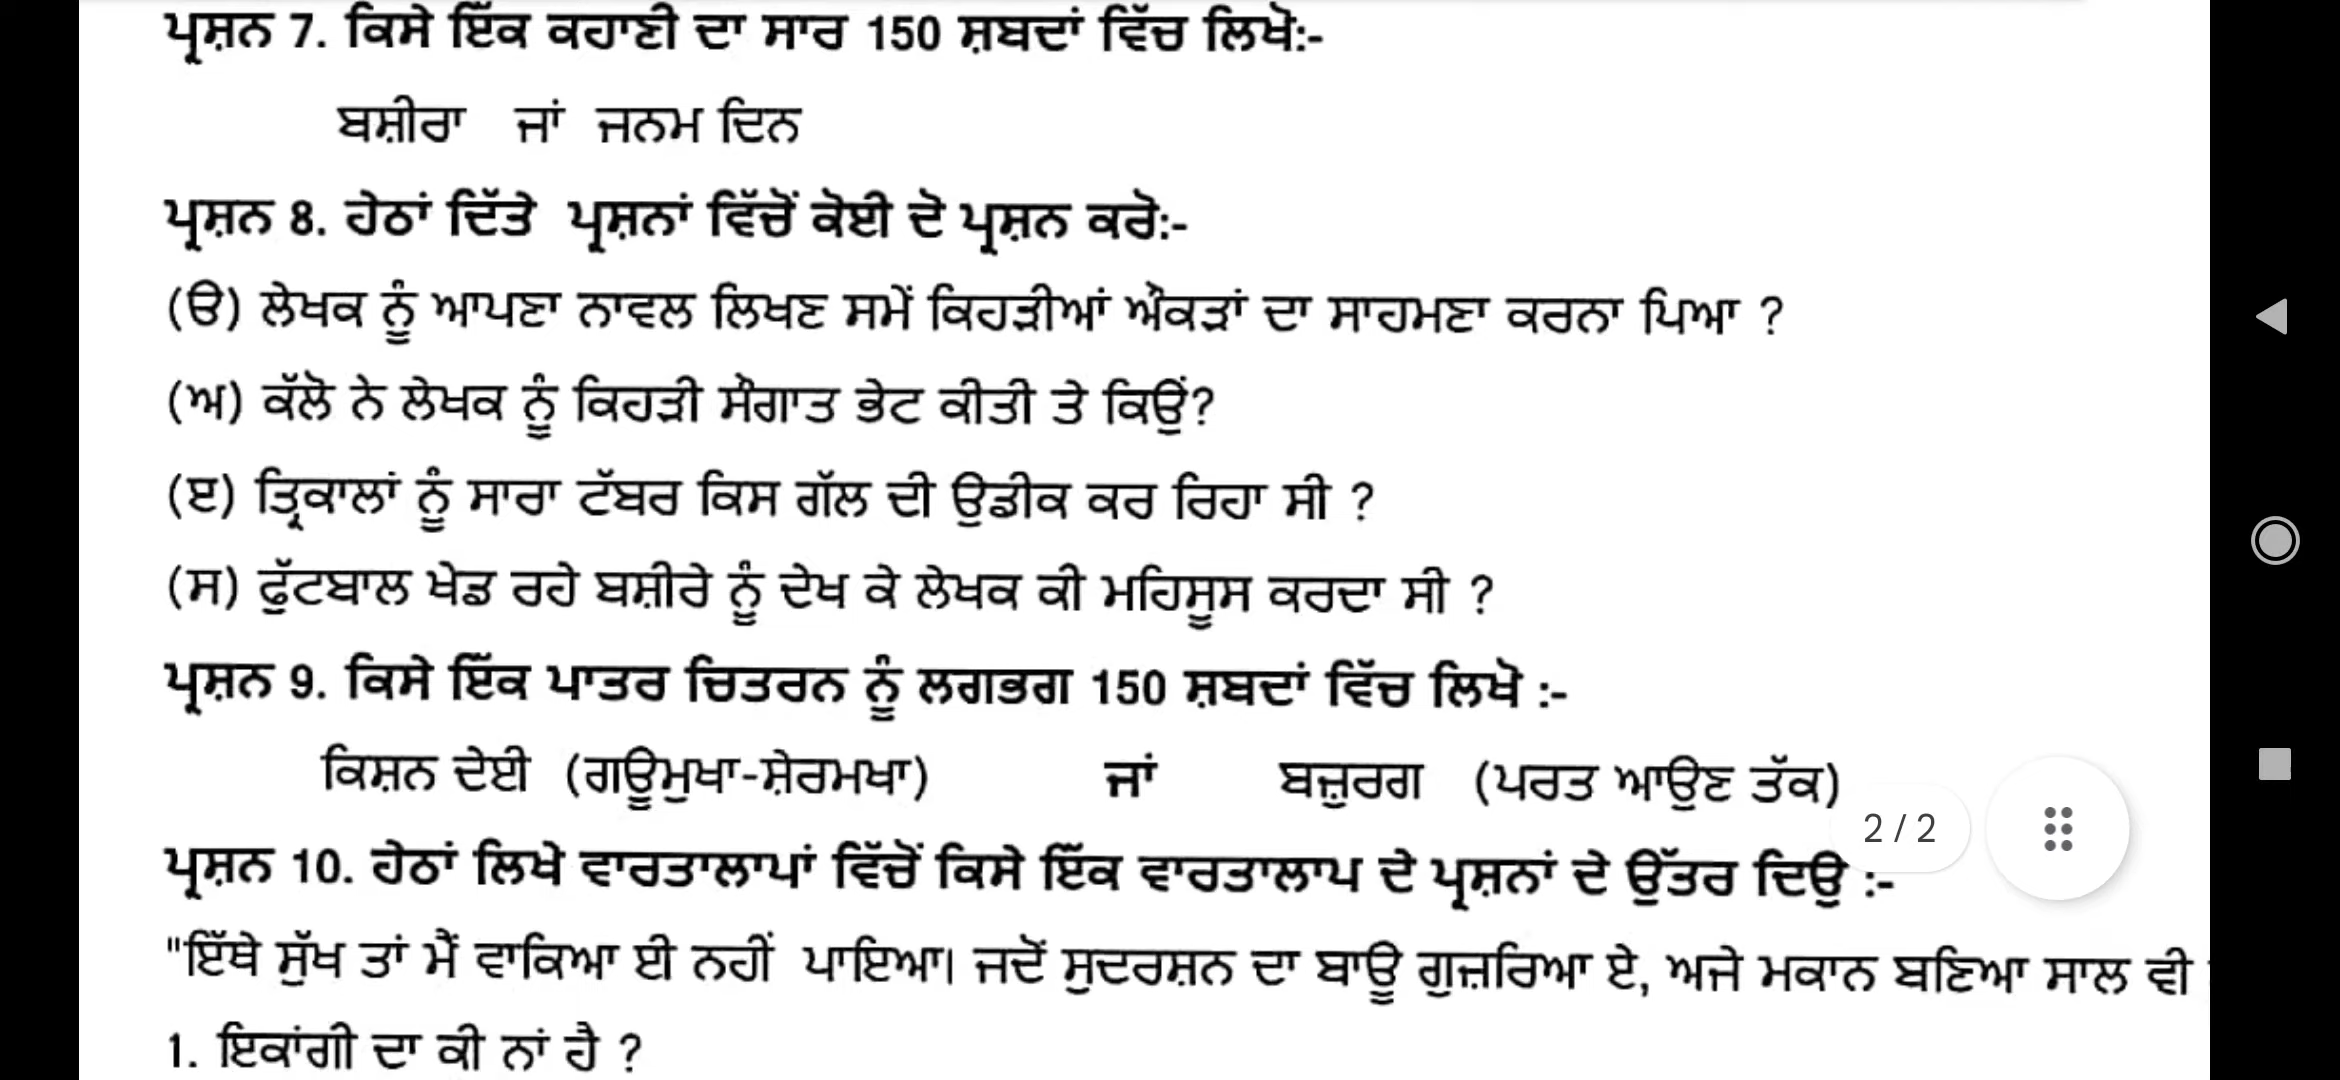 ਪ੍ਰਸ਼ਨ 7. ਕਿਸੇ ਇੱਕ ਕਹਾਣੀ ਦਾ ਸਾਰ 150 ਸ਼ਬਦਾਂ ਵਿੱਚ ਲਿਖੋ:-
ਬਸ਼ੀਰਾ ਜਾਂ ਜਨਮ ਦਿਨ
ਪ੍ਰਸ਼ਨ 8. ਹੇਠਾਂ ਦਿੱਤੇ ਪ੍ਰਸ਼ਨਾਂ ਵਿੱਚੋਂ ਕੋਈ ਦੋ ਪ੍ਰਸ਼ਨ ਕਰੋ:-
(ੳ) ਲੇਖਕ ਨੂੰ ਆਪਣਾ ਨਾਵਲ ਲਿਖਣ ਸਮੇਂ ਕਿਹੜੀਆਂ ਔਕੜਾਂ ਦਾ ਸਾਹਮਣਾ ਕਰਨਾ ਪਿਆ ?
(ਅ) ਕੱਲੋ ਨੇ ਲੇਖਕ ਨੂੰ ਕਿਹੜੀ ਸੌਗਾਤ ਭੇਟ ਕੀਤੀ ਤੇ ਕਿਉਂ?
(ੲ) ਤ੍ਰਿਕਾਲਾਂ ਨੂੰ ਸਾਰਾ ਟੱਬਰ ਕਿਸ ਗੱਲ ਦੀ ਉਡੀਕ ਕਰ ਰਿਹਾ ਸੀ ?
(ਸ) ਫੁੱਟਬਾਲ ਖੇਡ ਰਹੇ ਬਸ਼ੀਰੇ ਨੂੰ ਦੇਖ ਕੇ ਲੇਖਕ ਕੀ ਮਹਿਸੂਸ ਕਰਦਾ ਸੀ ?
ਪ੍ਰਸ਼ਨ 9. ਕਿਸੇ ਇੱਕ ਪਾਤਰ ਚਿਤਰਨ ਨੂੰ ਲਗਭਗ 150 ਸ਼ਬਦਾਂ ਵਿੱਚ ਲਿਖੋ :-
ਕਿਸ਼ਨ ਦੇਈ (ਗਊਮੁਖਾ-ਸ਼ੇਰਮਖਾ) ਜਾਂ ਬਜ਼ੁਰਗ (ਪਰਤ ਆਉਣ ਤੱਕ)
2 / 2
ਪ੍ਰਸ਼ਨ 10. ਹੇਠਾਂ ਲਿਖੇ ਵਾਰਤਾਲਾਪਾਂ ਵਿੱਚੋਂ ਕਿਸੇ ਇੱਕ ਵਾਰਤਾਲਾਪ ਦੇ ਪ੍ਰਸ਼ਨਾਂ ਦੇ ਉੱਤਰ ਦਿਉ :-
"ਇੱਥੇ ਸੁੱਖ ਤਾਂ ਮੈਂ ਵਾਕਿਆ ਈ ਨਹੀਂ ਪਾਇਆ। ਜਦੋਂ ਸੁਦਰਸ਼ਨ ਦਾ ਬਾਊ ਗੁਜ਼ਰਿਆ ਏ, ਅਜੇ ਮਕਾਨ ਬਣਿਆ ਸਾਲ ਵੀ
1. ਇਕਾਂਗੀ ਦਾ ਕੀ ਨਾਂ ਹੈ ?